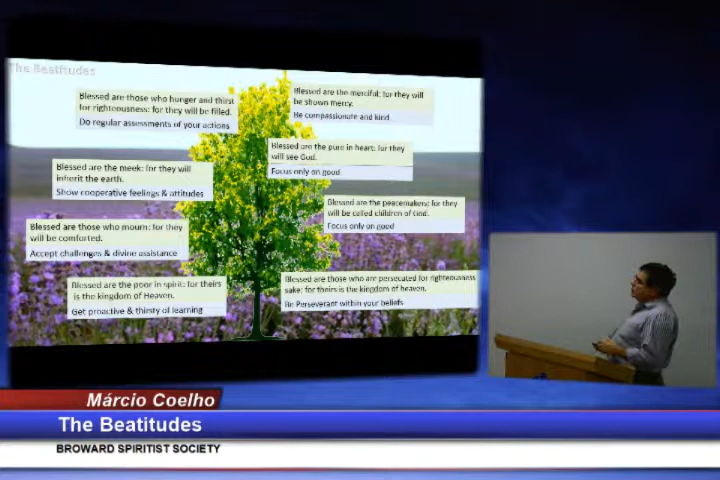 The Beatitudes
Blessed are those who hunger and thirst
for righteousness: for they will be filled.
Do regular assessments of your actions
Blessed are the merciful: for they will
be shown mercy.
Be compassionate and kind
Blessed are the pure in heart: for they
will see God.
Focus only on good
Blessed are the meek: for they will
inherit the earth.
Show cooperative feelings & attitudes
Blessed are the peacemakers: for they
will be called children of God.
Focus only on good
Blessed are those who mourn: for they
will be comforted.
Accept challenges & divine assistance
Blessed are the poor in spirit: for theirs
is the kingdom of Heaven.
Get proactive & thirsty of learning
Blessed are those who are persecuted for righteousness
sake: for theirs is the kingdom of heaven.
Be Perseverant within your beliefs
Márcio Coelho
The Beatitudes
BROWARD SPIRITIST SOCIETY